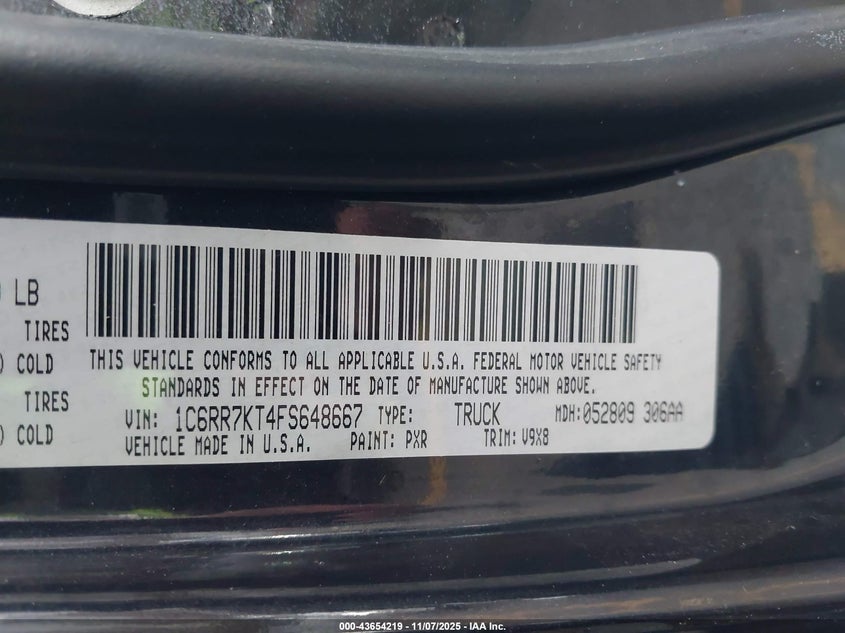 LB
TIRES
COLD
TIRES
COLD
THIS VEHICLE CONFORMS TO ALL APPLICABLE U.S.A. FEDERAL MOTOR VEHICLE SAFETY
STANDARDS IN EFFECT ON THE DATE OF MANUFACTURE SHOWN ABOVE.
VIN: 1C6RR7KT4FS648667 TYPE: TRUCK MDH:052809 306AA
VEHICLE MADE IN U.S.A. PAINT: PXR TRIM: V9X8
000-43654219 - 11/07/2025 - IAA Inc.